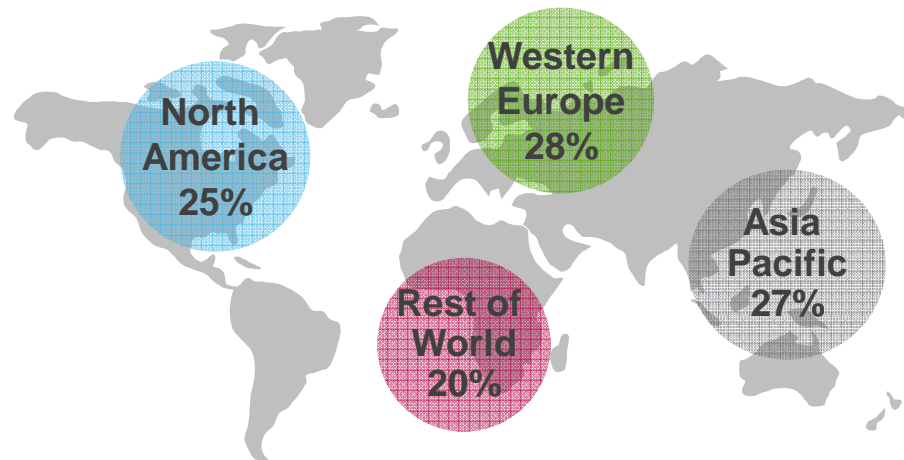 North
America
25%
Western
Europe
28%
Asia
Pacific
27%
Rest of
World
20%